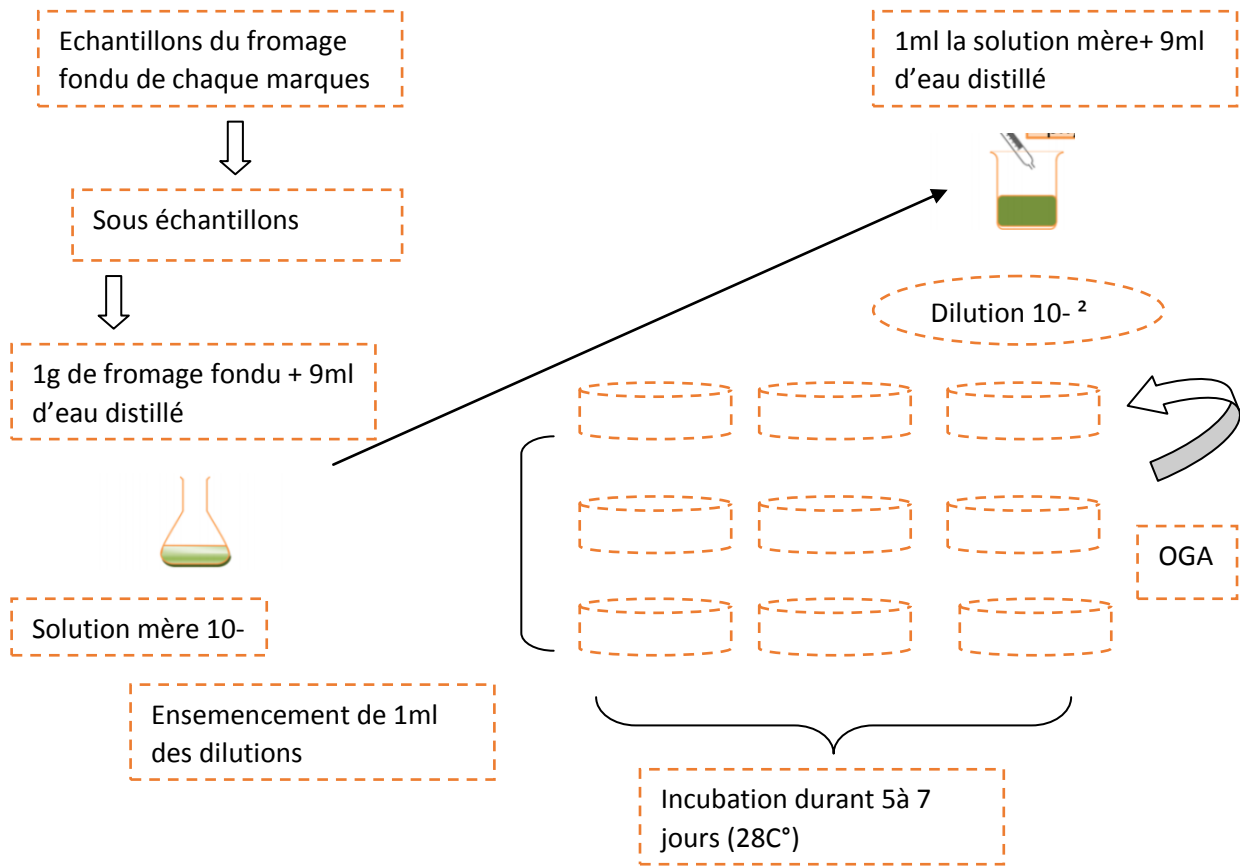 Echantillons du fromage
fondu de chaque marques
Sous échantillons
1g de fromage fondu + 9ml
d’eau distillé
Solution mère 10-
1ml la solution mère+ 9ml
d’eau distillé
Dilution 10- ²
OGA
Ensemencement de 1ml
des dilutions
Incubation durant 5à 7
jours (28C°)